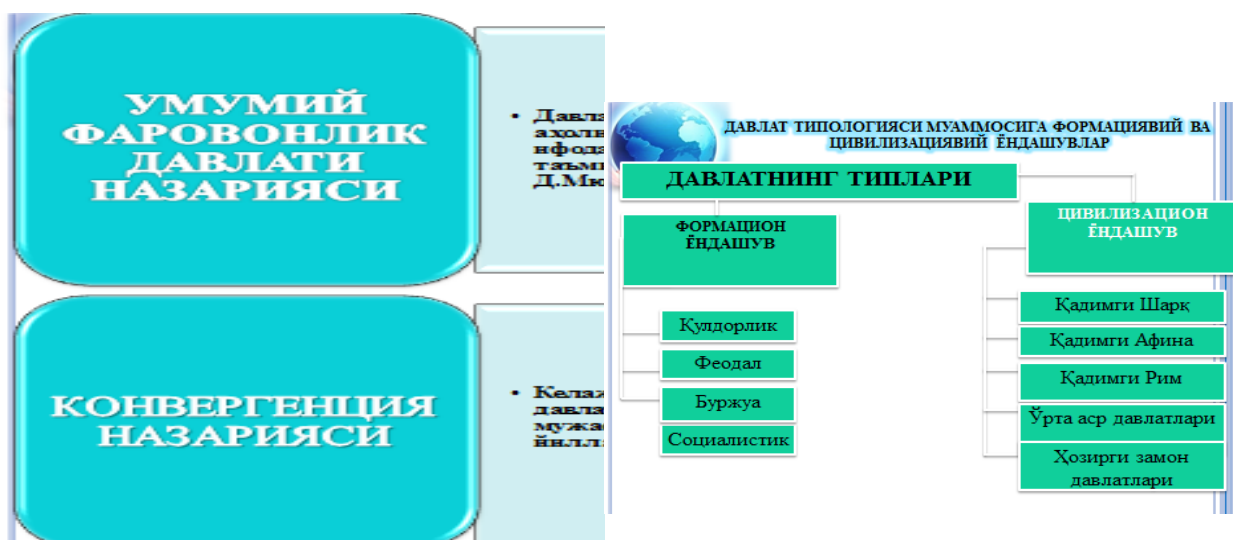 УМУМИЙ
ФАРОВОНЛИК
ДАВЛАТИ
НАЗАРИЯСИ
КОНВЕРГЕНЦИЯ
НАЗАРИЯСИ
ДАВЛАТ ТИПОЛОГИЯСИ МУАММОСИГА ФОРМАЦИЯВИЙ ВА
ЦИВИЛИЗАЦИЯВИЙ ЁНДАШУВЛАР
ДАВЛАТНИНГ ТИПЛАРИ
ФОРМАЦИОН
ЁНДАШУВ
Қулдорлик
Феодал
Буржуа
Социалистик
ЦИВИЛИЗАЦИОН
ЁНДАШУВ
Қадимги Шарқ
Қадимги Афина
Қадимги Рим
Ўрта аср давлатлари
Ҳозирги замон
давлатлари